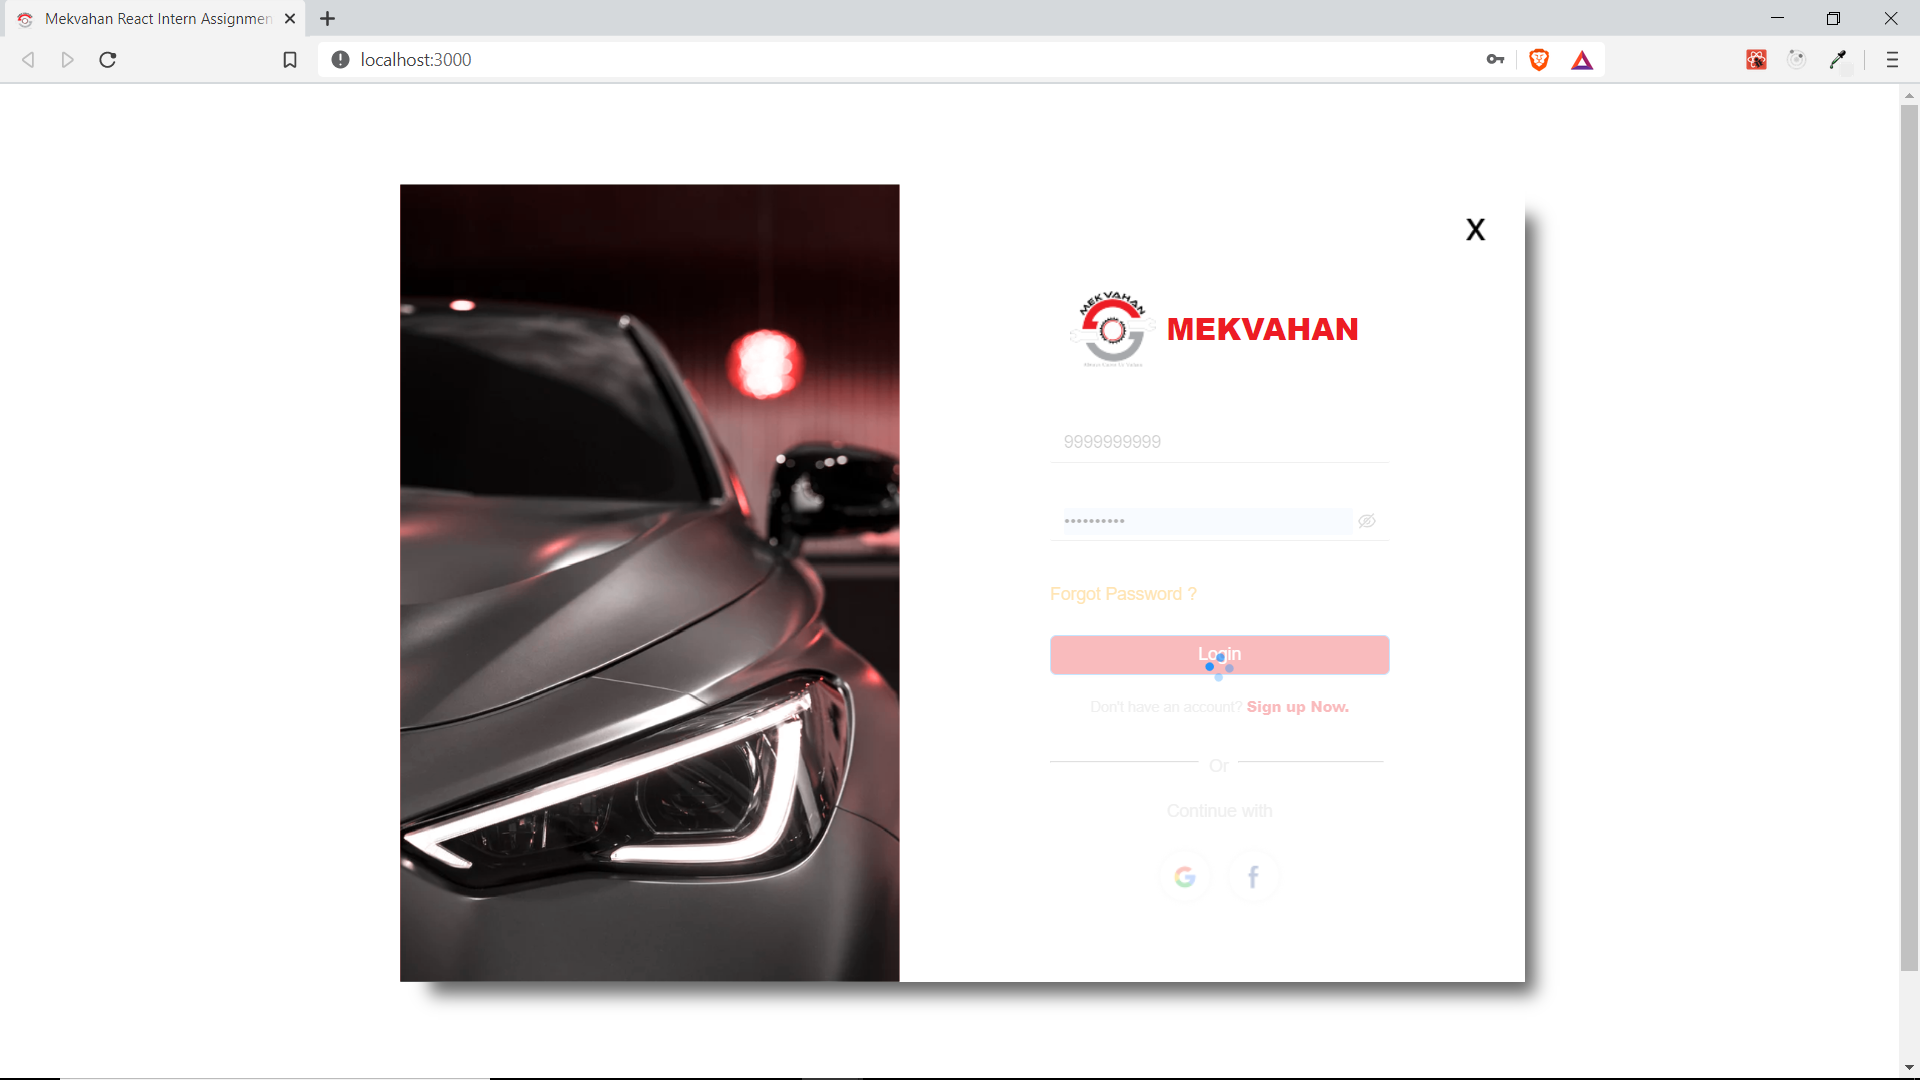 Mekvahan React Intern Assignmen
localhost:3000
X
MEKVAHAN
MEKVAHAN
9999999999
••••••••••
Forgot Password ?
Login
Don't have an account? Sign up Now.
Or
Continue with
G
f